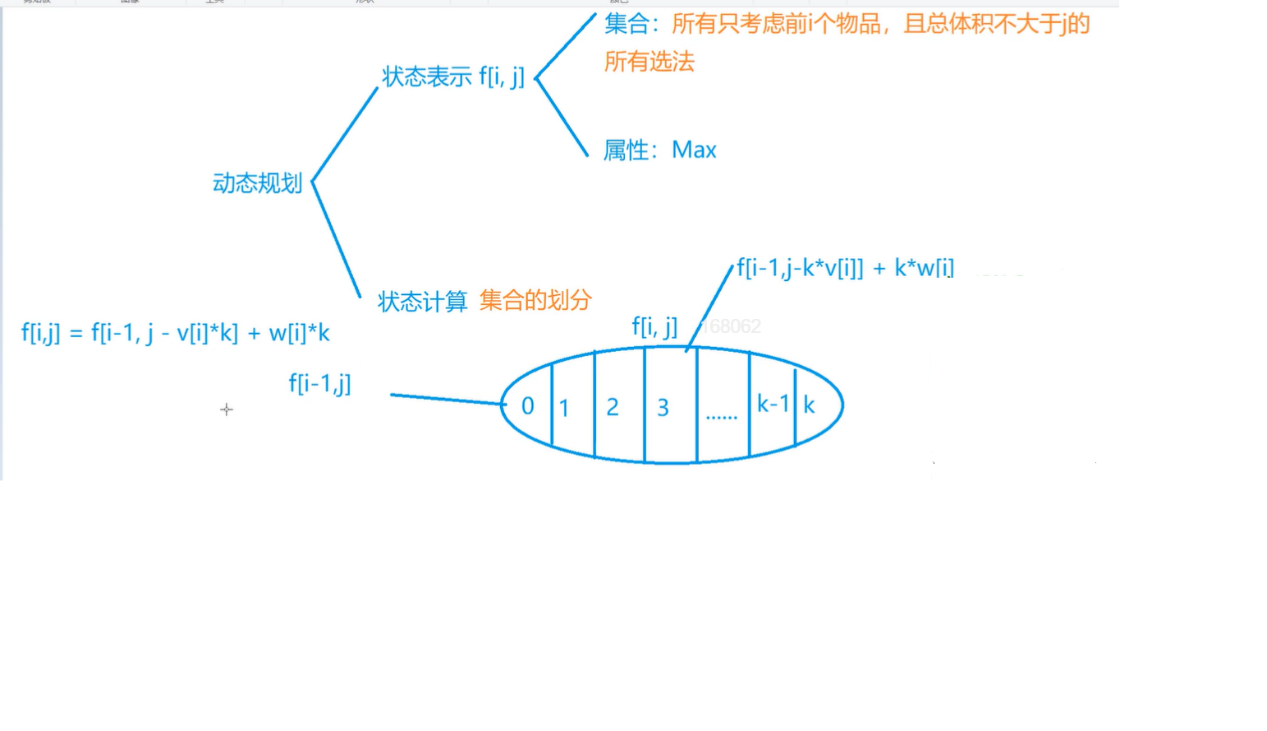 集合：所有只考虑前i个物品，且总体积不大于j的
所有选法
状态表示 f[i, j]
属性：Max
动态规划
f[i-1,j-k*v[i]] + k*w[i]
状态计算 集合的划分
f[i, j]
168062
f[i,j] = f[i-1, j - v[i]*k] + w[i]*k
f[i-1,j]
0 1 2 3 ...... k-1 k